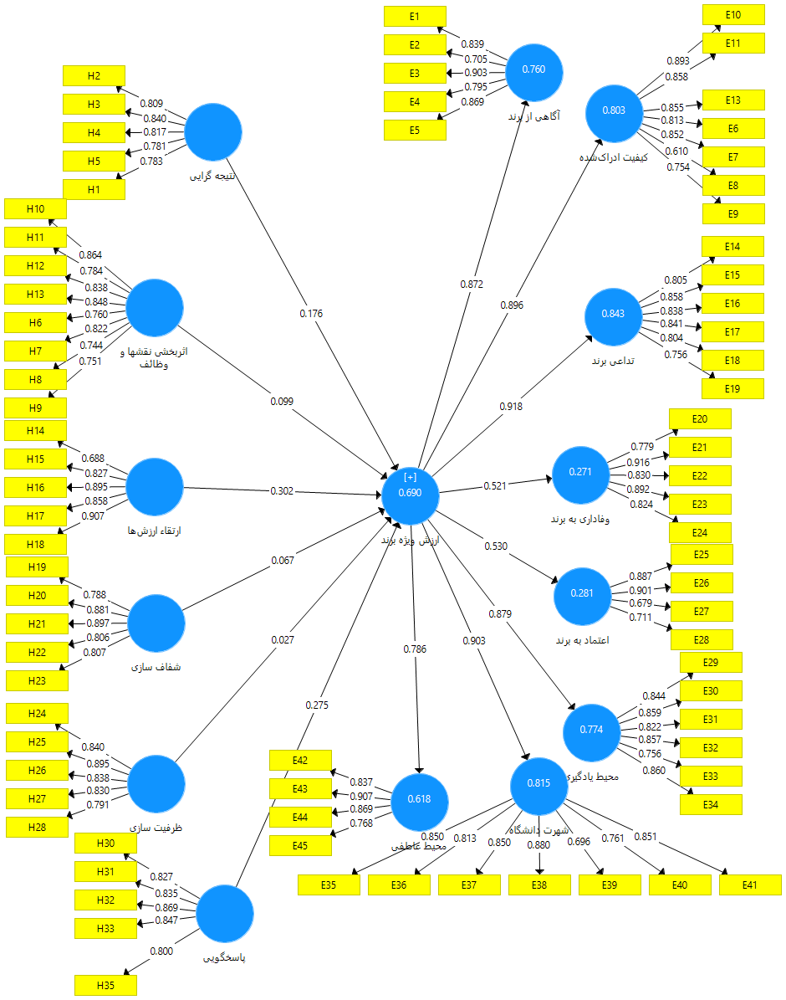 E1
E2
E3
E4
E5
0.839
0.705
0.903
0.795
0.869
0.760
آگاهی از برند
E10
E11
E13
E6
E7
E8
E9
0.893
0.858
0.855
0.813
0.852
0.610
0.754
0.803
کیفیت ادراک‌شده
H2
H3
H4
H5
H1
0.809
0.840
0.817
0.781
0.783
نتیجه گرایی
0.176
H10
H11
H12
H13
H6
H7
H8
H9
0.864
0.784
0.838
0.848
0.760
0.822
0.744
0.751
اثربخشی نقشها و
وظائف
0.099
0.872
0.896
0.918
E14
E15
E16
E17
E18
E19
0.805
0.858
0.838
0.841
0.804
0.756
0.843
تداعی برند
H14
H15
H16
H17
H18
0.688
0.827
0.895
0.858
0.907
ارتقاء ارزش‌ها
0.302
[+]
0.690
ارزش ویژه برند
0.521
E20
E21
E22
E23
E24
0.779
0.916
0.830
0.892
0.824
0.271
وفاداری به برند
H19
H20
H21
H22
H23
0.788
0.881
0.897
0.806
0.807
شفاف سازی
0.067
0.530
E25
E26
E27
E28
0.887
0.901
0.679
0.711
0.281
اعتماد به برند
H24
H25
H26
H27
H28
0.840
0.895
0.838
0.830
0.791
ظرفیت سازی
0.027
0.275
0.786
0.903
0.879
E29
E30
E31
E32
E33
E34
0.844
0.859
0.822
0.857
0.756
0.860
0.774
محیط یادگیری
E42
E43
E44
E45
0.837
0.907
0.869
0.768
0.618
محیط عاطفی
0.815
شهرت دانشگاه
0.850
0.813
0.850
0.880
0.696
0.761
0.851
E35
E36
E37
E38
E39
E40
E41
H30
H31
H32
H33
H35
0.827
0.835
0.869
0.847
0.800
پاسخگویی